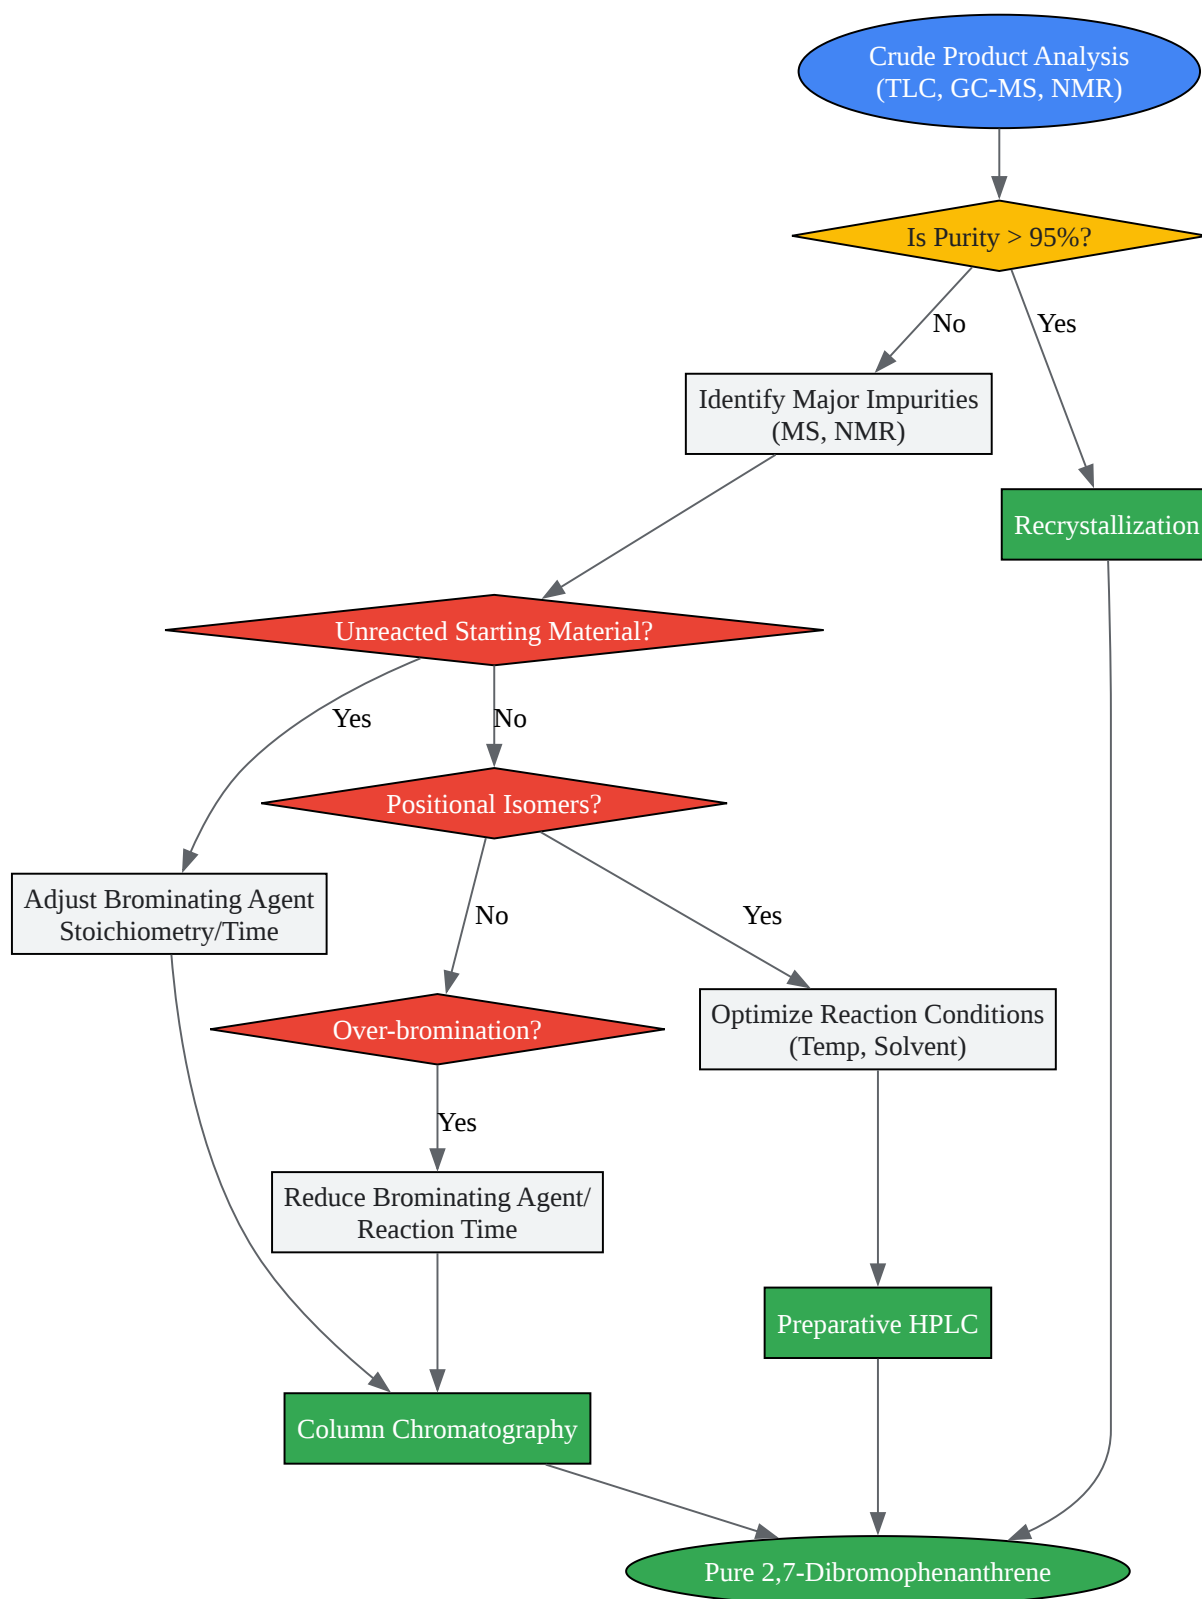 Crude Product Analysis
(TLC, GC-MS, NMR)
Is Purity > 95%?
No
Yes
Identify Major Impurities
(MS, NMR)
Recrystallization
Unreacted Starting Material?
Yes
No
Positional Isomers?
Adjust Brominating Agent
Stoichiometry/Time
No
Yes
Over-bromination?
Optimize Reaction Conditions
(Temp, Solvent)
Yes
Reduce Brominating Agent/
Reaction Time
Preparative HPLC
Column Chromatography
Pure 2,7-Dibromophenanthrene